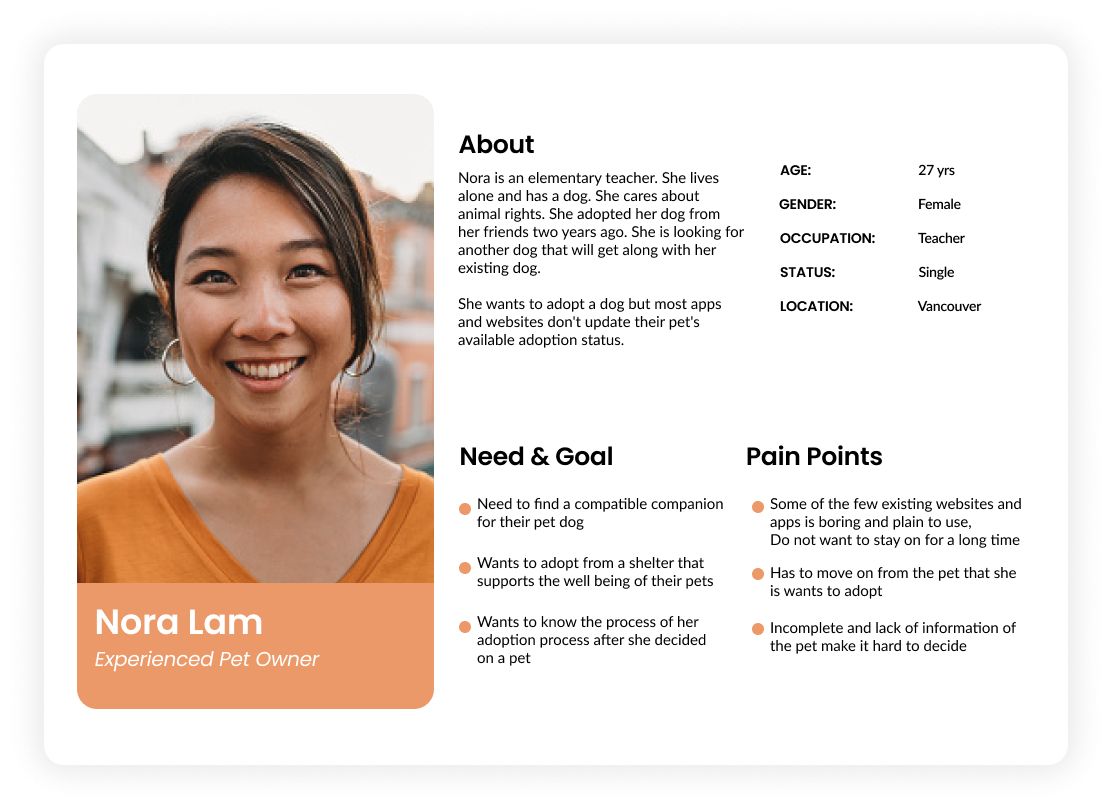 About
Nora is an elementary teacher. She lives
alone and has a dog. She cares about
animal rights. She adopted her dog from
her friends two years ago. She is looking for
another dog that will get along with her
existing dog.
She wants to adopt a dog but most apps
and websites don't update their pet's
available adoption status.
AGE: 27 yrs
GENDER: Female
OCCUPATION: Teacher
STATUS: Single
LOCATION: Vancouver
Need & Goal
Need to find a compatible companion
for their pet dog
Wants to adopt from a shelter that
supports the well being of their pets
Wants to know the process of her
adoption process after she decided
on a pet
Pain Points
Some of the few existing websites and
apps is boring and plain to use,
Do not want to stay on for a long time
Has to move on from the pet that she
is wants to adopt
Incomplete and lack of information of
the pet make it hard to decide
Nora Lam
Experienced Pet Owner